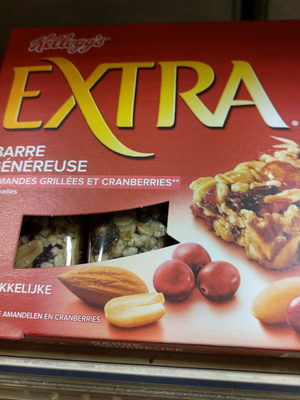 Kellogg's
EXTRA
BARRE
GÉNÉREUSE
AMANDES GRILLÉES ET CRANBERRIES**
KKELIJKE
E AMANDELEN EN CRANBERRIES